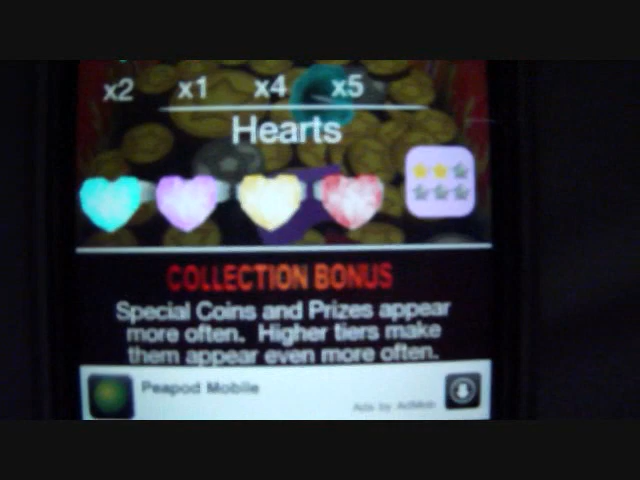 x2 x1 x4 x5
Hearts
COLLECTION BONUS
Special Coins and Prizes appear
more often. Higher tiers make
them appear even more often.
Peapod Mobile
Ads by AdMob